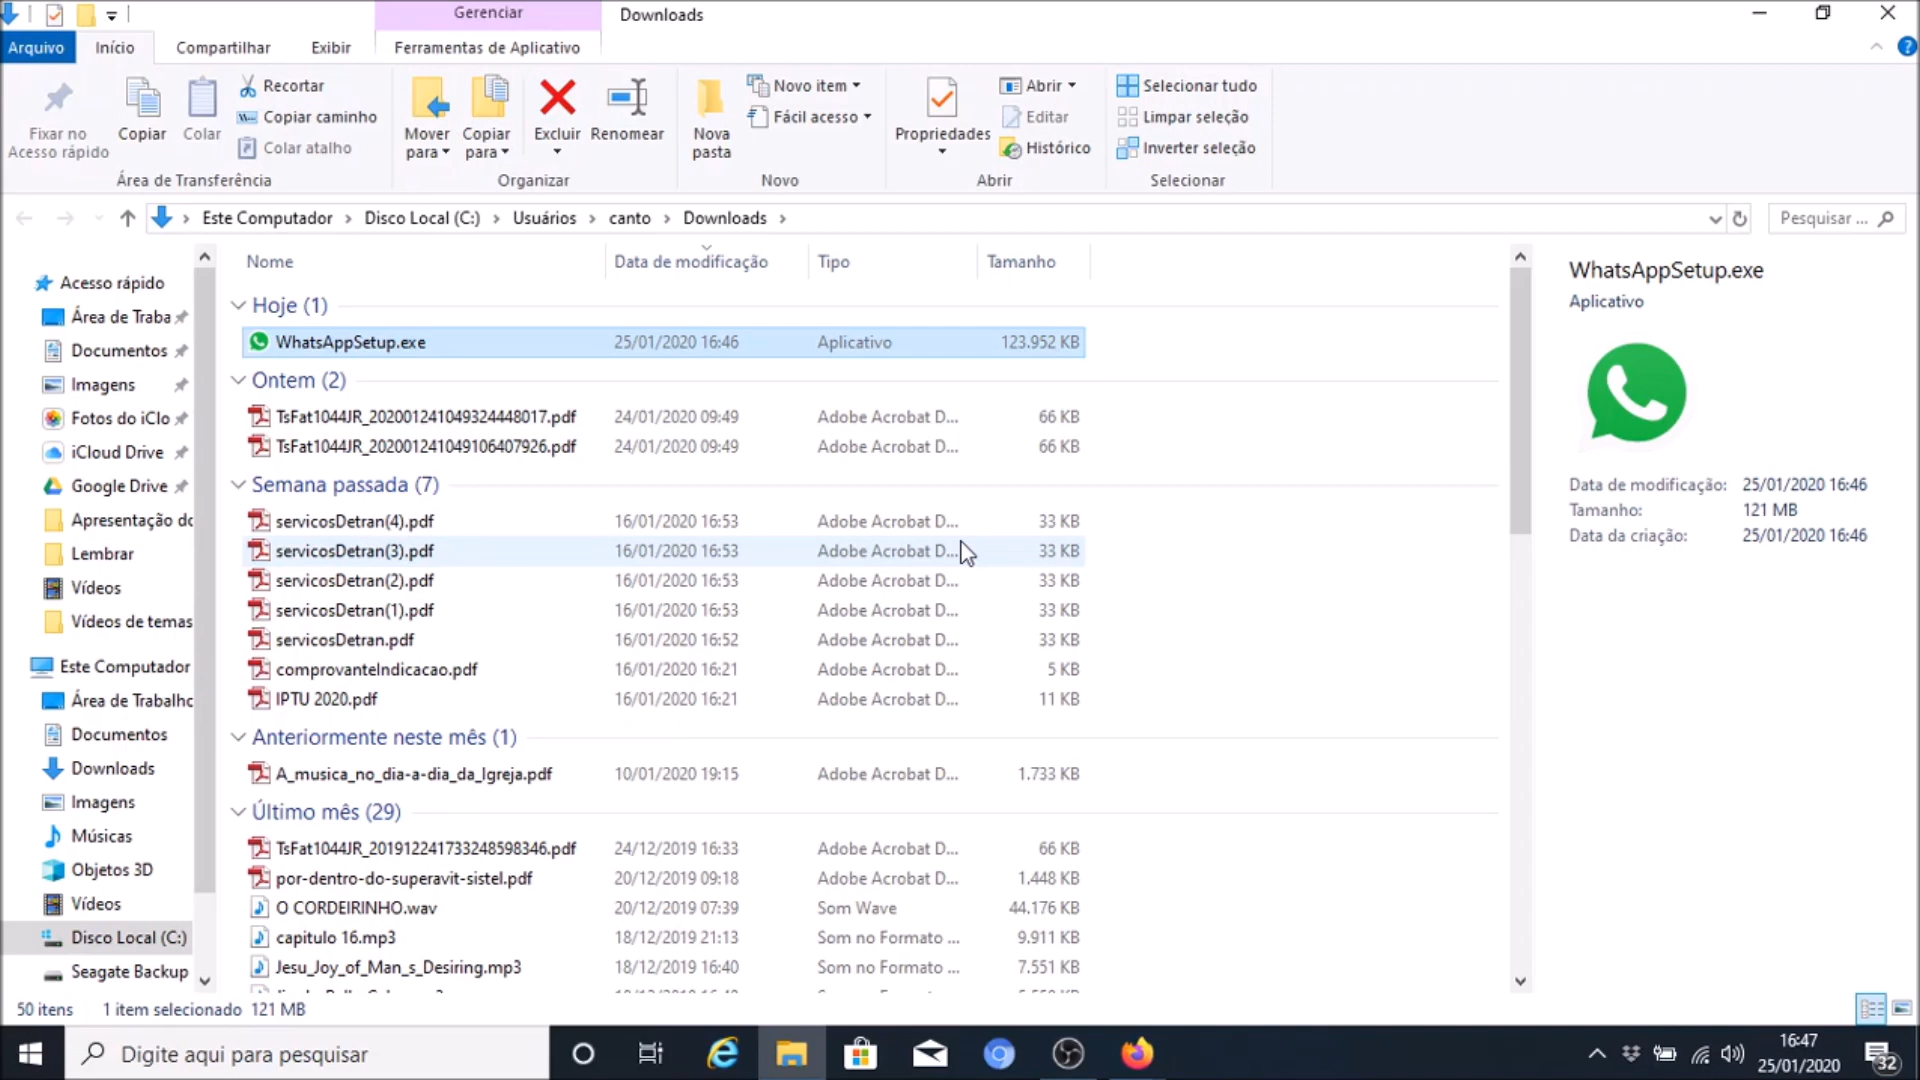 Gerenciar
Downloads
Arquivo
Início
Compartilhar
Exibir
Ferramentas de Aplicativo
Fixar no
Acesso rápido
Copiar
Colar
Recortar
Copiar caminho
Colar atalho
Área de Transferência
Mover
para
Copiar
para
Excluir
Renomear
Organizar
Nova
pasta
Novo item
Fácil acesso
Novo
Propriedades
Abrir
Editar
Histórico
Abrir
Selecionar tudo
Limpar seleção
Inverter seleção
Selecionar
Este Computador
Disco Local (C:)
Usuários
canto
Downloads
Pesquisar ...
Acesso rápido
Área de Traba
Documentos
Imagens
Fotos do iClo
iCloud Drive
Google Drive
Apresentação do
Lembrar
Vídeos
Vídeos de temas
Este Computador
Área de Trabalho
Documentos
Downloads
Imagens
Músicas
Objetos 3D
Vídeos
Disco Local (C:)
Seagate Backup
Nome Data de modificação Tipo Tamanho
Hoje (1)
WhatsAppSetup.exe 25/01/2020 16:46 Aplicativo 123.952 KB
Ontem (2)
TsFat1044JR_202001241049324448017.pdf 24/01/2020 09:49 Adobe Acrobat D... 66 KB
TsFat1044JR_202001241049106407926.pdf 24/01/2020 09:49 Adobe Acrobat D... 66 KB
Semana passada (7)
servicosDetran(4).pdf 16/01/2020 16:53 Adobe Acrobat D... 33 KB
servicosDetran(3).pdf 16/01/2020 16:53 Adobe Acrobat D... 33 KB
servicosDetran(2).pdf 16/01/2020 16:53 Adobe Acrobat D... 33 KB
servicosDetran(1).pdf 16/01/2020 16:53 Adobe Acrobat D... 33 KB
servicosDetran.pdf 16/01/2020 16:52 Adobe Acrobat D... 33 KB
comprovanteIndicacao.pdf 16/01/2020 16:21 Adobe Acrobat D... 5 KB
IPTU 2020.pdf 16/01/2020 16:21 Adobe Acrobat D... 11 KB
Anteriormente neste mês (1)
A_musica_no_dia-a-dia_da_Igreja.pdf 10/01/2020 19:15 Adobe Acrobat D... 1.733 KB
Último mês (29)
TsFat1044JR_201912241733248598346.pdf 24/12/2019 16:33 Adobe Acrobat D... 66 KB
por-dentro-do-superavit-sistel.pdf 20/12/2019 09:18 Adobe Acrobat D... 1.448 KB
O CORDEIRINHO.wav 20/12/2019 07:39 Som Wave 44.176 KB
capitulo 16.mp3 18/12/2019 21:13 Som no Formato ... 9.911 KB
Jesu_Joy_of_Man_s_Desiring.mp3 18/12/2019 16:40 Som no Formato ... 7.551 KB
WhatsAppSetup.exe
Aplicativo
Data de modificação: 25/01/2020 16:46
Tamanho: 121 MB
Data da criação: 25/01/2020 16:46
50 itens 1 item selecionado 121 MB
Digite aqui para pesquisar
16:47
25/01/2020
32